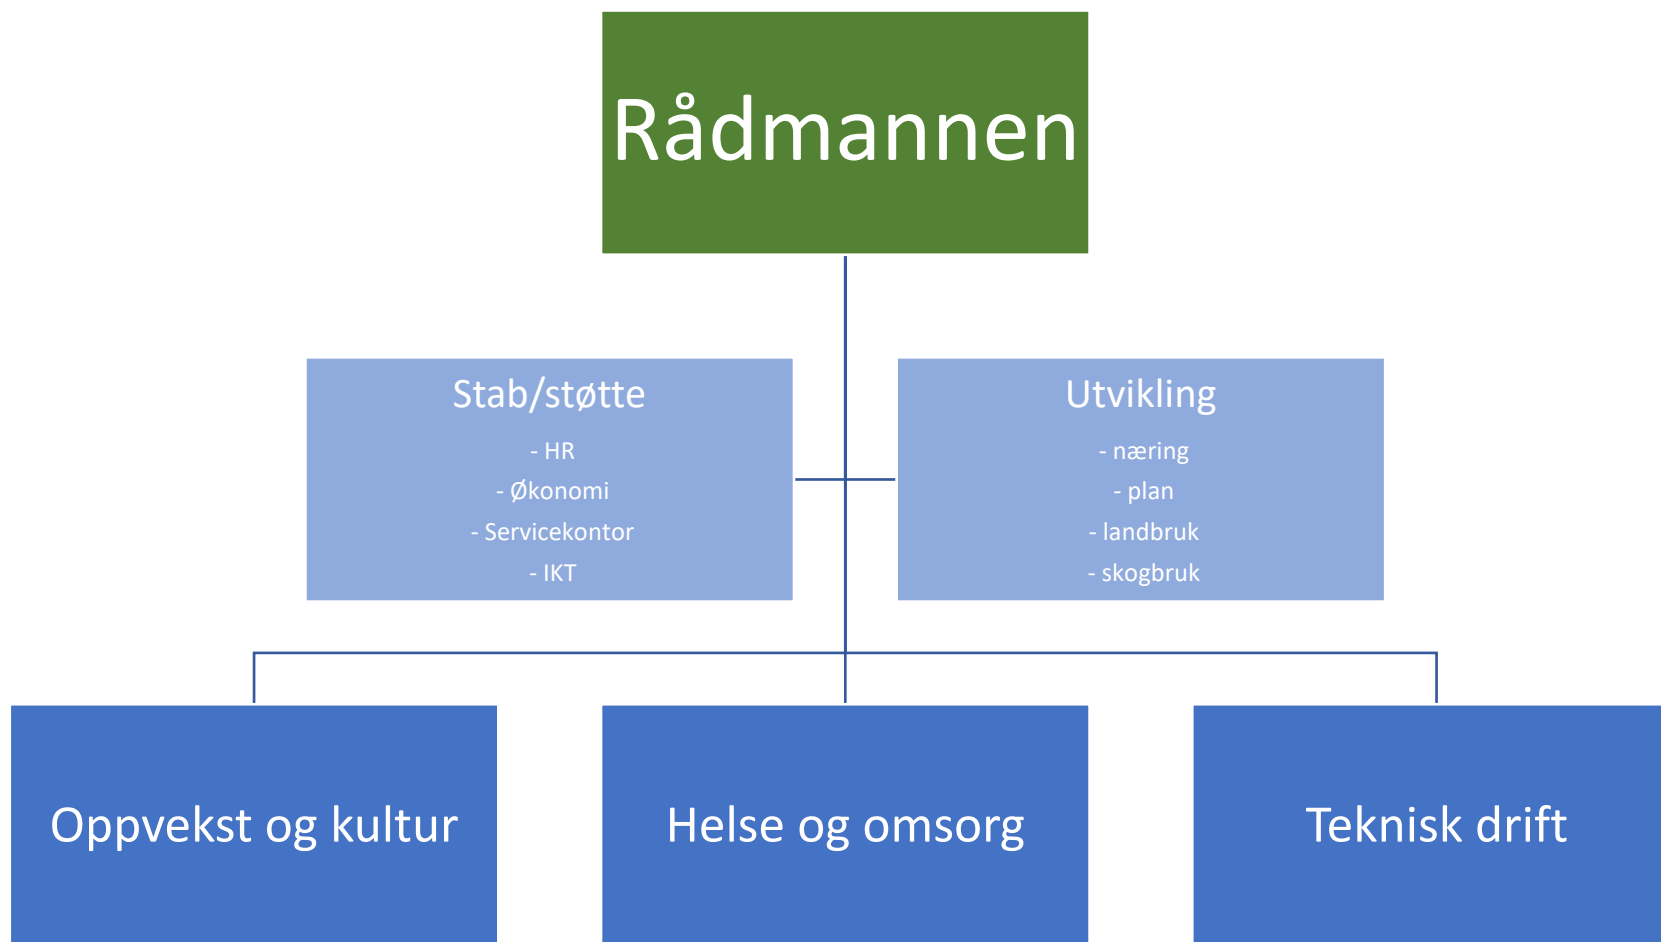 Rådmannen
Stab/støtte
- HR
- Økonomi
- Servicekontor
- IKT
Utvikling
- næring
- plan
- landbruk
- skogbruk
Oppvekst og kultur
Helse og omsorg
Teknisk drift